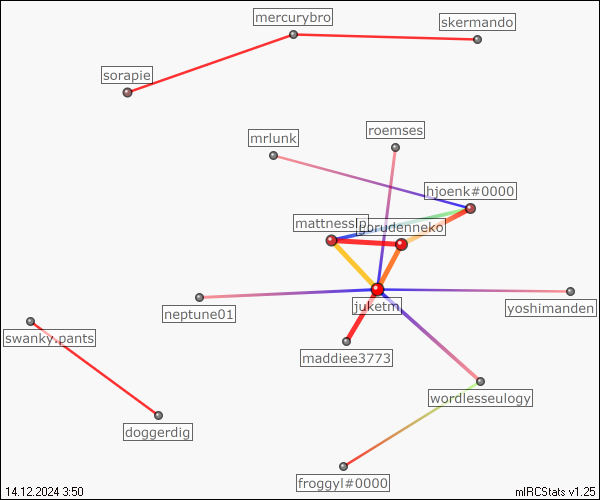 mercurybro
skermando
sorapie
roemses
mrlunk
hjoenk#0000
mattnesslp
gorudenneko
neptune01
juketm
yoshimanden
swanky.pants
maddiee3773
wordlesseulogy
doggerdig
froggyl#0000
14.12.2024 3:50
mIRCStats v1.25